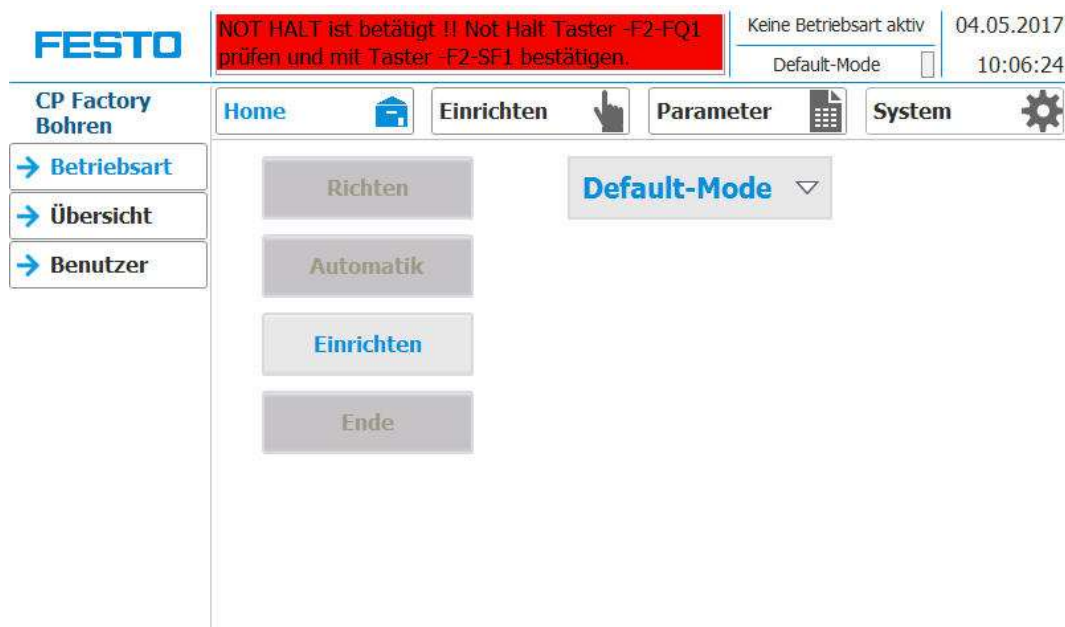 FESTO
NOT HALT ist betätigt !! Not Halt Taster -F2-FQ1
prüfen und mit Taster -F2-SF1 bestätigen.
Keine Betriebsart aktiv
Default-Mode
04.05.2017
10:06:24
CP Factory
Bohren
Home
Einrichten
Parameter
System
Betriebsart
Übersicht
Benutzer
Richten
Default-Mode
Automatik
Einrichten
Ende